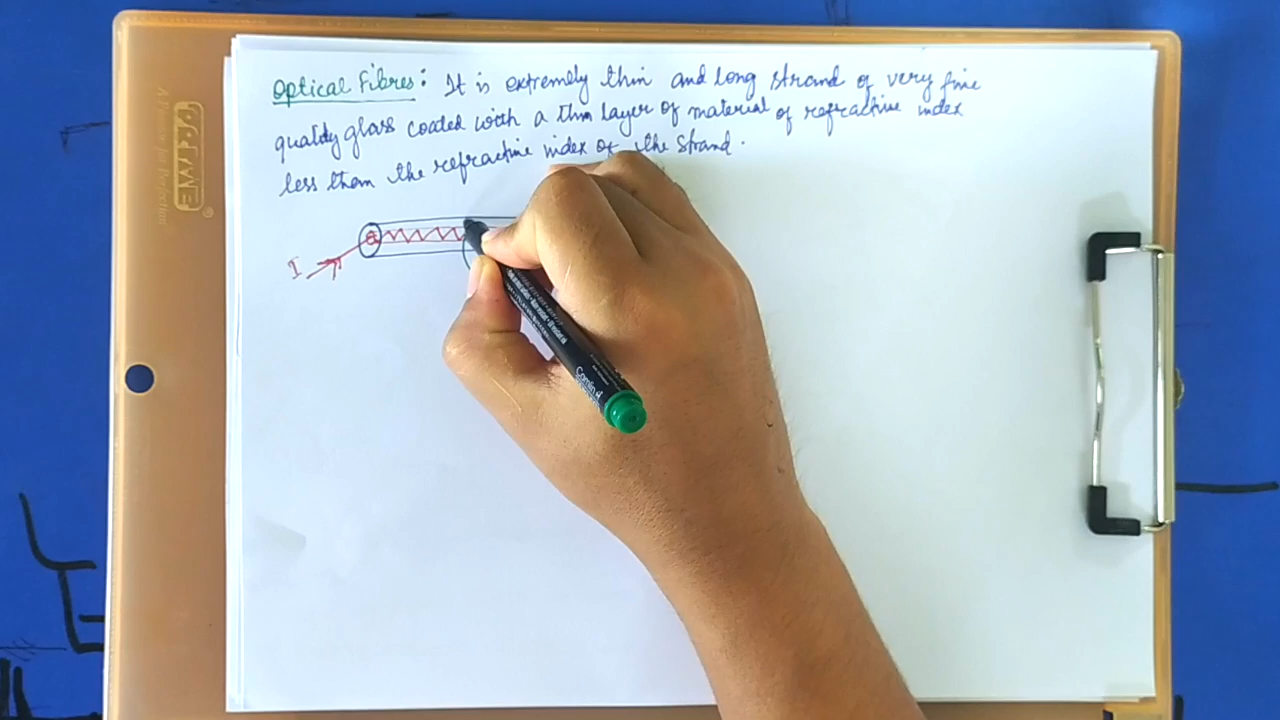 Optical Fibres: It is extremely thin and long strand of very fine
quality glass coated with a thin layer of material of refractive index
less than the refractive index of the strand.
I
Camlin